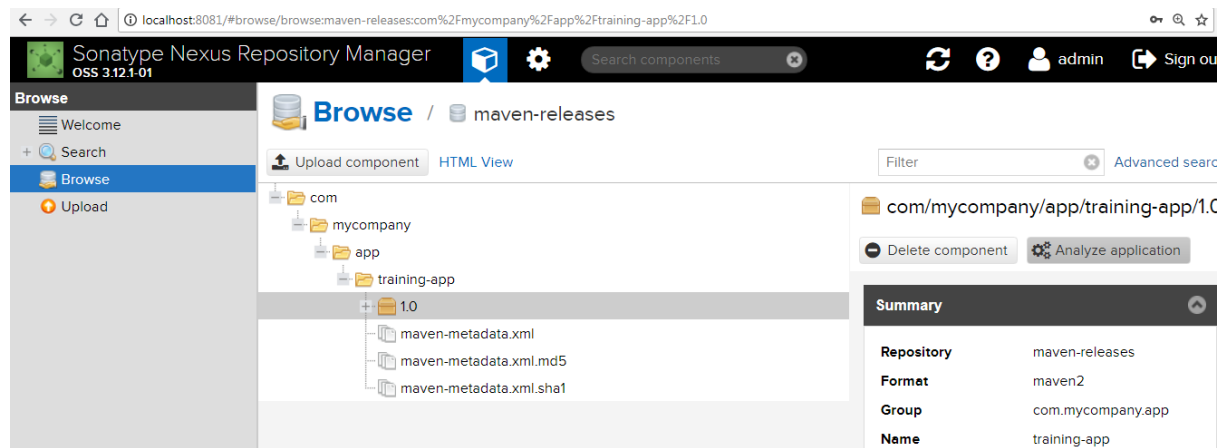 localhost:8081/#browse/browse:maven-releases:com%2Fmycompany%2Fapp%2Ftraining-app%2F1.0
Sonatype Nexus Repository Manager
OSS 3.12.1-01
Search components
admin
Sign ou
Browse
Welcome
Search
Browse
Upload
Browse / maven-releases
Upload component
HTML View
Filter
Advanced searc
com
mycompany
app
training-app
1.0
maven-metadata.xml
maven-metadata.xml.md5
maven-metadata.xml.sha1
com/mycompany/app/training-app/1.0
Delete component
Analyze application
Summary
Repository maven-releases
Format maven2
Group com.mycompany.app
Name training-app